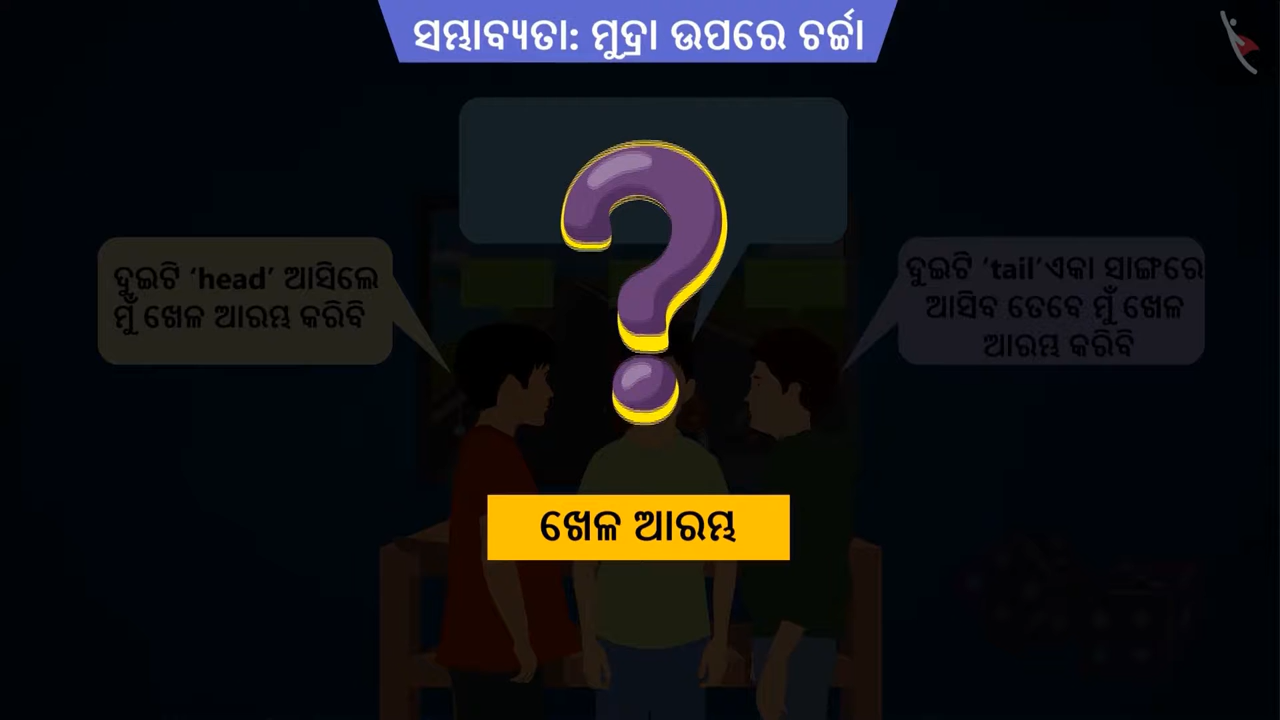 ସମ୍ଭାବ୍ୟତା: ମୁଦ୍ରା ଉପରେ ଚର୍ଚ୍ଚା
ଦୁଇଟି ‘head’ ଆସିଲେ
ମୁଁ ଖେଳ ଆରମ୍ଭ କରିବି
ଦୁଇଟି ‘tail’ଏକା ସାଙ୍ଗରେ
ଆସିବ ତେବେ ମୁଁ ଖେଳ
ଆରମ୍ଭ କରିବି
ଖେଳ ଆରମ୍ଭ